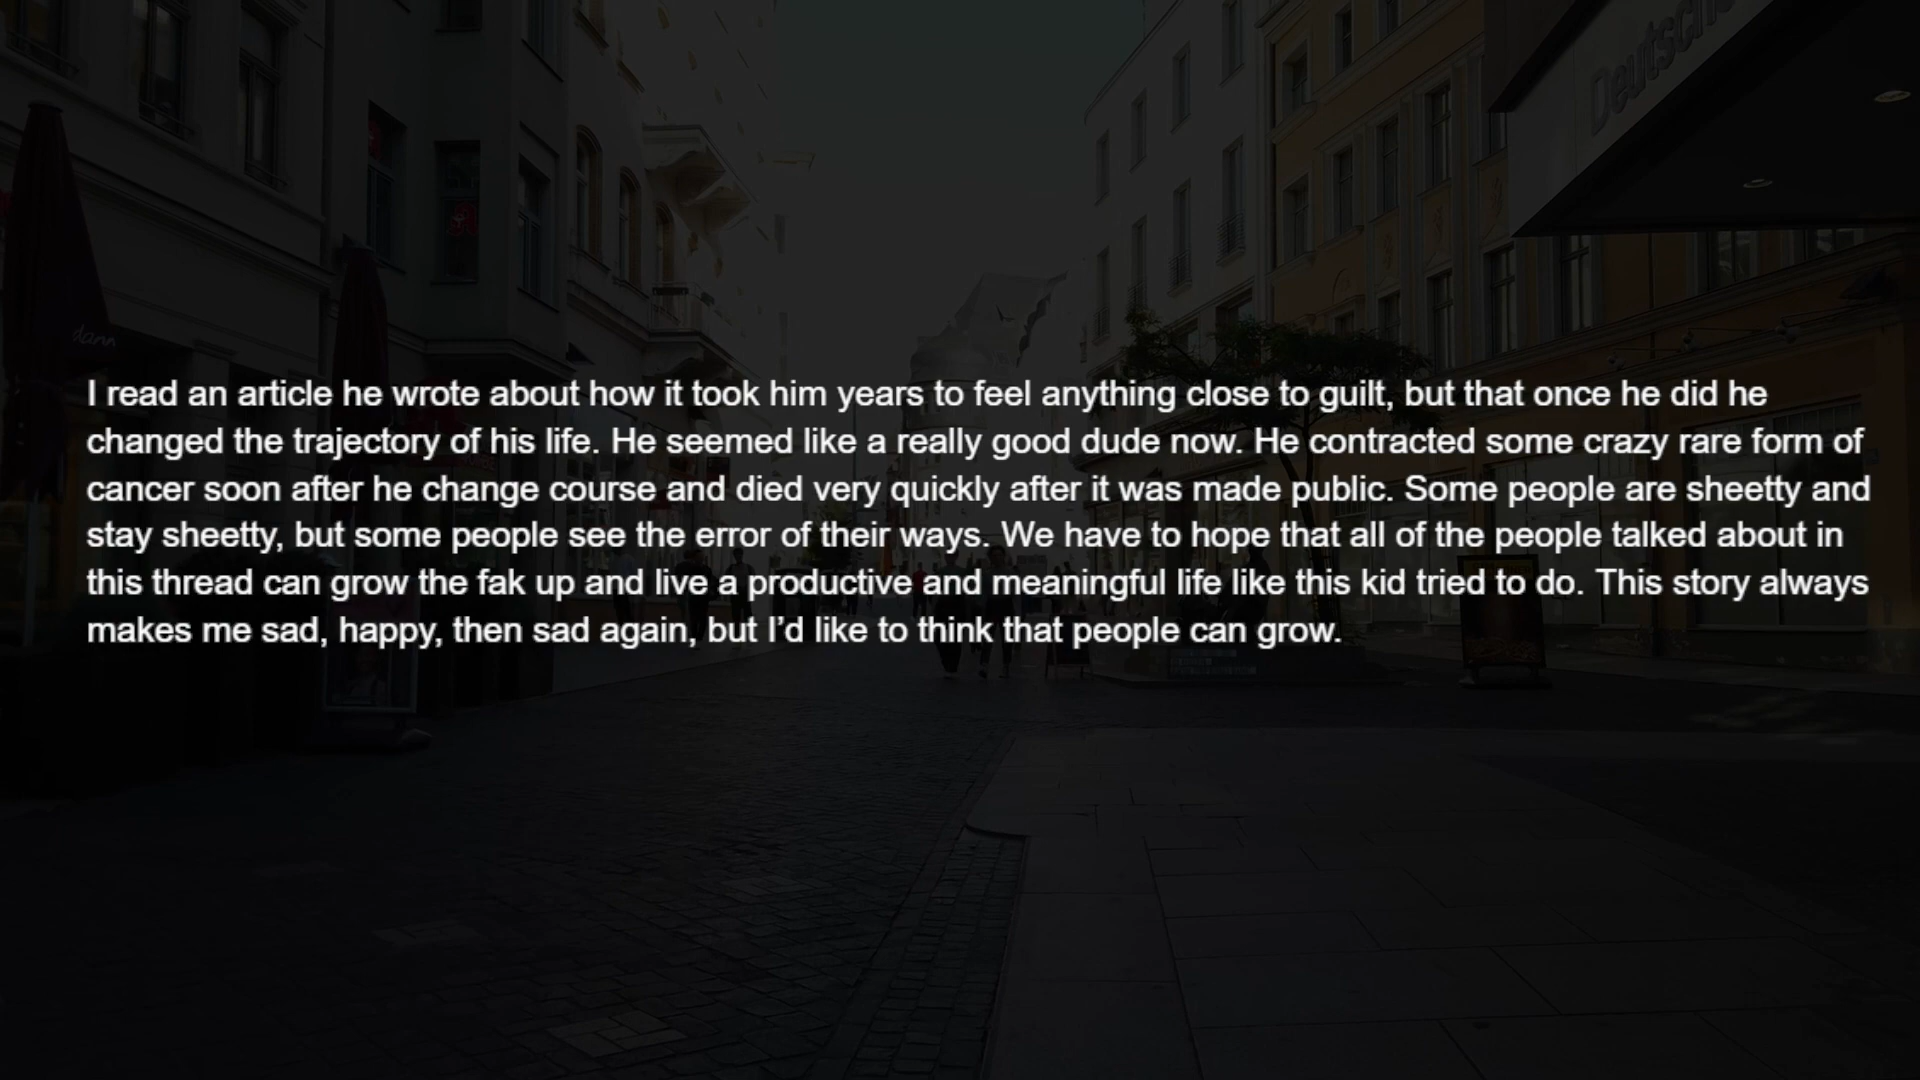 Deutsche
dann
I read an article he wrote about how it took him years to feel anything close to guilt, but that once he did he
changed the trajectory of his life. He seemed like a really good dude now. He contracted some crazy rare form of
cancer soon after he change course and died very quickly after it was made public. Some people are sheetty and
stay sheetty, but some people see the error of their ways. We have to hope that all of the people talked about in
this thread can grow the fak up and live a productive and meaningful life like this kid tried to do. This story always
makes me sad, happy, then sad again, but I’d like to think that people can grow.